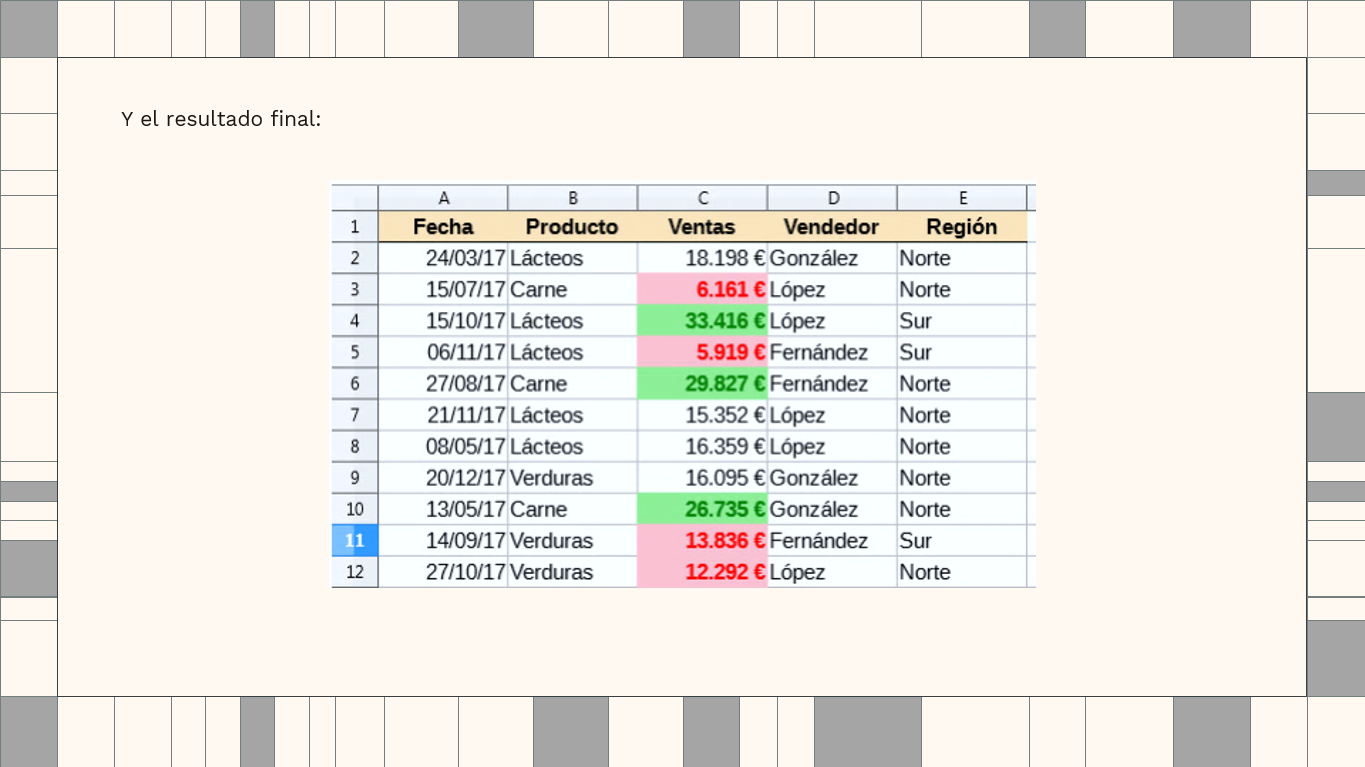 Y el resultado final:
A B C D E
1 Fecha Producto Ventas Vendedor Región
2 24/03/17 Lácteos 18.198 € González Norte
3 15/07/17 Carne 6.161 € López Norte
4 15/10/17 Lácteos 33.416 € López Sur
5 06/11/17 Lácteos 5.919 € Fernández Sur
6 27/08/17 Carne 29.827 € Fernández Norte
7 21/11/17 Lácteos 15.352 € López Norte
8 08/05/17 Lácteos 16.359 € López Norte
9 20/12/17 Verduras 16.095 € González Norte
10 13/05/17 Carne 26.735 € González Norte
11 14/09/17 Verduras 13.836 € Fernández Sur
12 27/10/17 Verduras 12.292 € López Norte